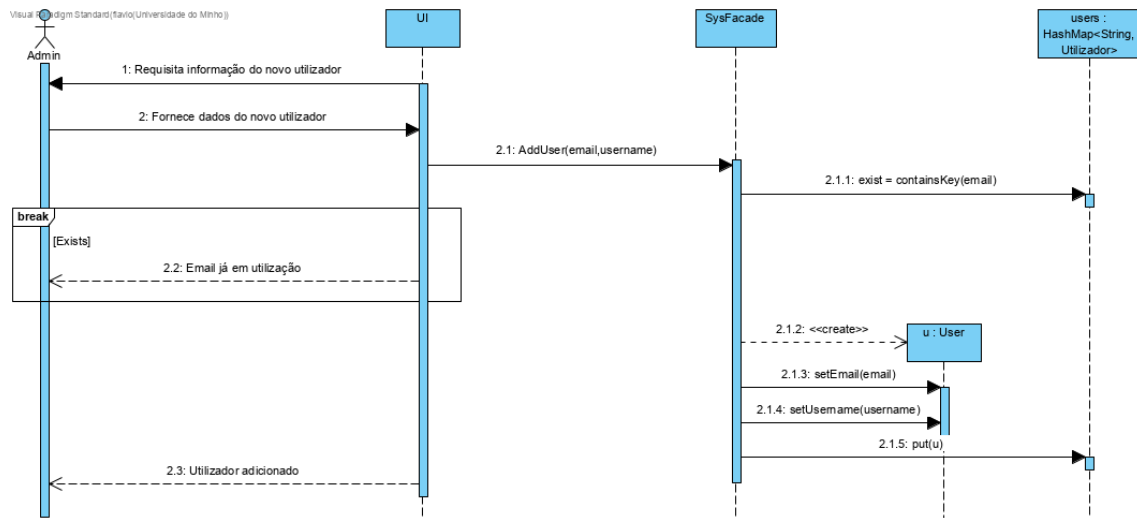 Visual Paradigm Standard(flavio(Universidade do Minho))
Admin
UI
SysFacade
users :
HashMap<String,
Utilizador>
1: Requisita informação do novo utilizador
2: Fornece dados do novo utilizador
2.1: AddUser(email,username)
2.1.1: exist = containsKey(email)
break
[Exists]
2.2: Email já em utilização
2.1.2: <<create>>
u : User
2.1.3: setEmail(email)
2.1.4: setUsername(username)
2.1.5: put(u)
2.3: Utilizador adicionado